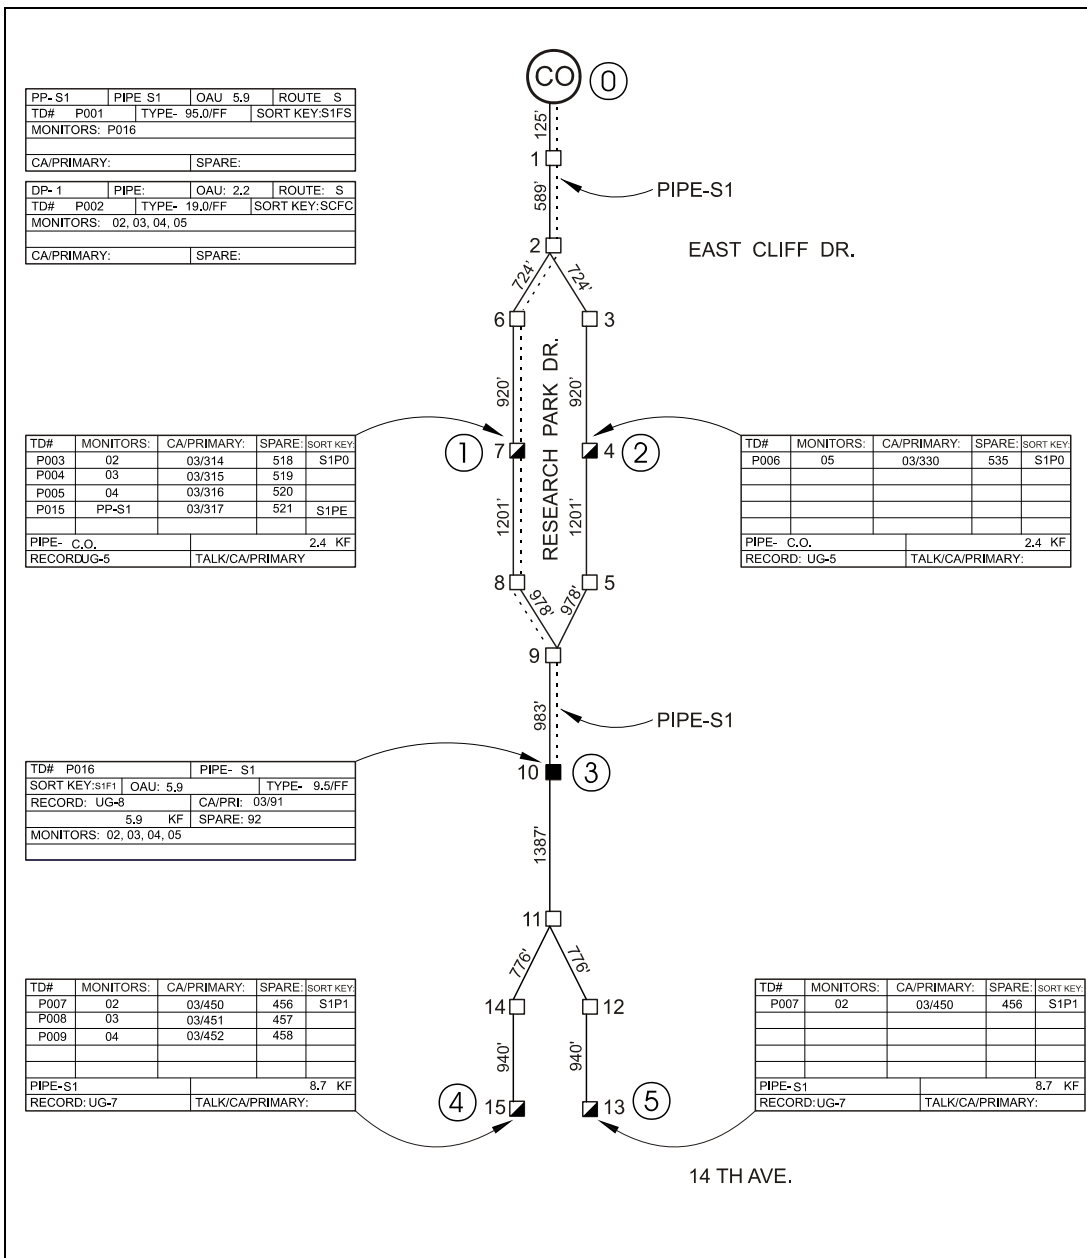 CO 0
PP- S1 PIPE S1 OAU 5.9 ROUTE S
TD# P001 TYPE- 95.0/FF SORT KEY:S1FS
MONITORS: P016
CA/PRIMARY: SPARE:
DP- 1 PIPE: OAU: 2.2 ROUTE: S
TD# P002 TYPE- 19.0/FF SORT KEY:SCFC
MONITORS: 02, 03, 04, 05
CA/PRIMARY: SPARE:
125'
1
589'
PIPE-S1
2
EAST CLIFF DR.
724' 724'
6 3
920' 920'
RESEARCH PARK DR.
1 7 4 2
1201' 1201'
8 5
978' 978'
9
TD# MONITORS: CA/PRIMARY: SPARE: SORT KEY:
P003 02 03/314 518 S1P0
P004 03 03/315 519
P005 04 03/316 520
P015 PP-S1 03/317 521 S1PE
PIPE- C.O. 2.4 KF
RECORDUG-5 TALK/CA/PRIMARY
TD# MONITORS: CA/PRIMARY: SPARE: SORT KEY:
P006 05 03/330 535 S1P0
PIPE- C.O. 2.4 KF
RECORD: UG-5 TALK/CA/PRIMARY:
983'
PIPE-S1
10 3
TD# P016 PIPE- S1
SORT KEY:S1F1 OAU: 5.9 TYPE- 9.5/FF
RECORD: UG-8 CA/PRI: 03/91
5.9 KF SPARE: 92
MONITORS: 02, 03, 04, 05
1387'
11
776' 776'
14 12
940' 940'
4 15 13 5
TD# MONITORS: CA/PRIMARY: SPARE: SORT KEY:
P007 02 03/450 456 S1P1
P008 03 03/451 457
P009 04 03/452 458
PIPE-S1 8.7 KF
RECORD: UG-7 TALK/CA/PRIMARY:
TD# MONITORS: CA/PRIMARY: SPARE: SORT KEY:
P007 02 03/450 456 S1P1
PIPE-S1 8.7 KF
RECORD:UG-7 TALK/CA/PRIMARY:
14 TH AVE.